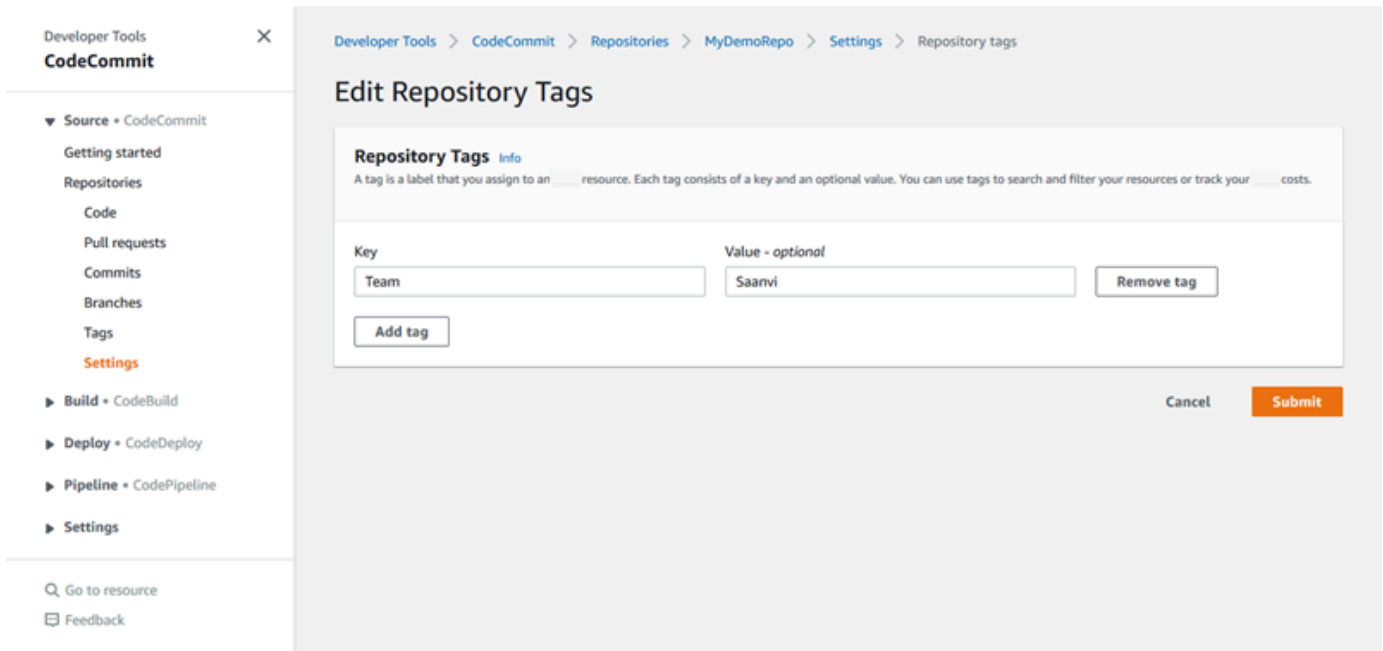 Developer Tools
CodeCommit
Source • CodeCommit
Getting started
Repositories
Code
Pull requests
Commits
Branches
Tags
Settings
Build • CodeBuild
Deploy • CodeDeploy
Pipeline • CodePipeline
Settings
Go to resource
Feedback
Developer Tools > CodeCommit > Repositories > MyDemoRepo > Settings > Repository tags
Edit Repository Tags
Repository Tags Info
A tag is a label that you assign to an resource. Each tag consists of a key and an optional value. You can use tags to search and filter your resources or track your costs.
Key Value - optional
Team Saanvi Remove tag
Add tag
Cancel Submit